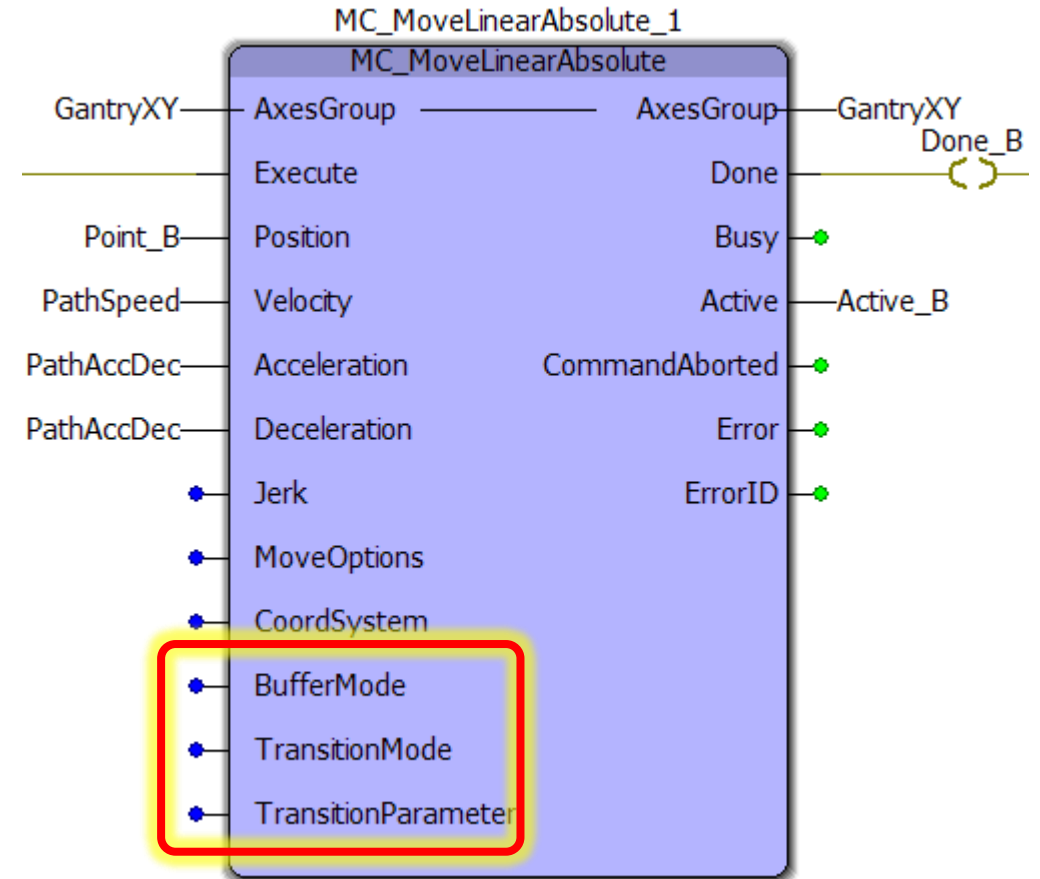 MC_MoveLinearAbsolute_1
MC_MoveLinearAbsolute
GantryXY AxesGroup AxesGroup GantryXY
Done_B
Execute Done
Point_B Position Busy
PathSpeed Velocity Active Active_B
PathAccDec Acceleration CommandAborted
PathAccDec Deceleration Error
Jerk ErrorID
MoveOptions
CoordSystem
BufferMode
TransitionMode
TransitionParameter